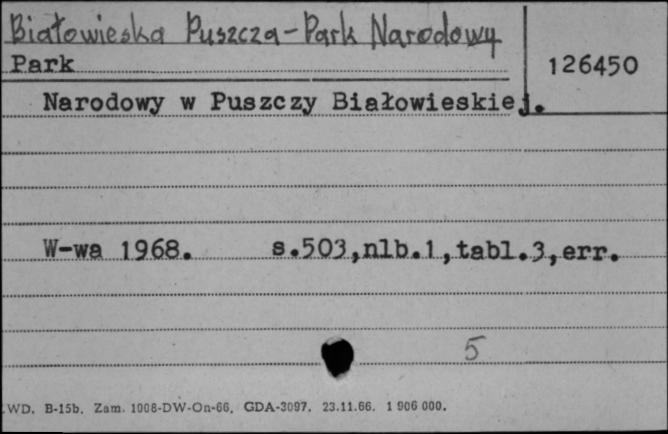 Białowieska Puszcza-Park Narodowy
Park
126450
Narodowy w Puszczy Białowieskiej.
W-wa 1968. s.503,nlb.1,tabl.3,err.
5
WD. B-15b. Zam. 1008-DW-On-66. GDA-3097. 23.11.66. 1 906 000.